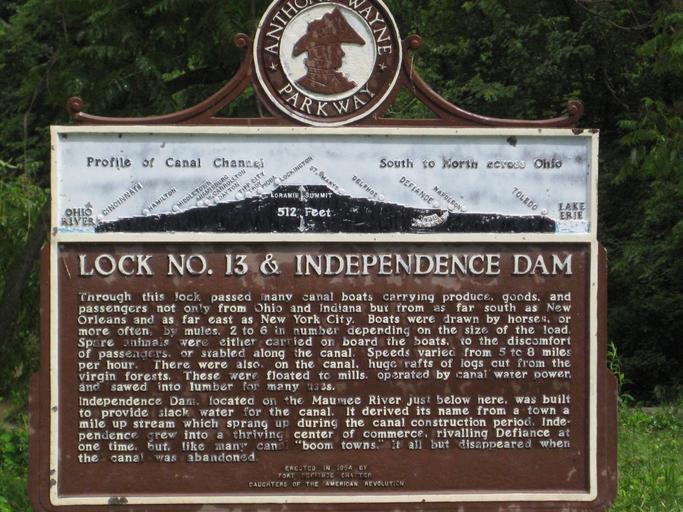 ANTHONY WAYNE
PARKWAY
Profile of Canal Channel South to North across Ohio
OHIO RIVER CINCINNATI HAMILTON MIDDLETOWN MIAMISBURG W. CARROLLTON DAYTON TIPP CITY TROY PIQUA LOCKINGTON ST. MARYS DELPHOS DEFIANCE NAPOLEON TOLEDO LAKE ERIE
LORAMIE SUMMIT
512 Feet
LOCK NO. 13 & INDEPENDENCE DAM
Through this lock passed many canal boats carrying produce, goods, and
passengers not only from Ohio and Indiana but from as far south as New
Orleans and as far east as New York City. Boats were drawn by horses, or
more often, by mules, 2 to 6 in number depending on the size of the load.
Spare animals were either carried on board the boats, to the discomfort
of passengers, or stabled along the canal. Speeds varied from 5 to 8 miles
per hour. There were also, on the canal, huge rafts of logs cut from the
virgin forests. These were floated to mills, operated by canal water power,
and sawed into lumber for many uses.
Independence Dam, located on the Maumee River just below here, was built
to provide slack water for the canal. It derived its name from a town a
mile up stream which sprang up during the canal construction period. Inde-
pendence grew into a thriving center of commerce, rivalling Defiance at
one time, but, like many canal "boom towns," it all but disappeared when
the canal was abandoned.
ERECTED IN 1954 BY
FORT DEFIANCE CHAPTER
DAUGHTERS OF THE AMERICAN REVOLUTION